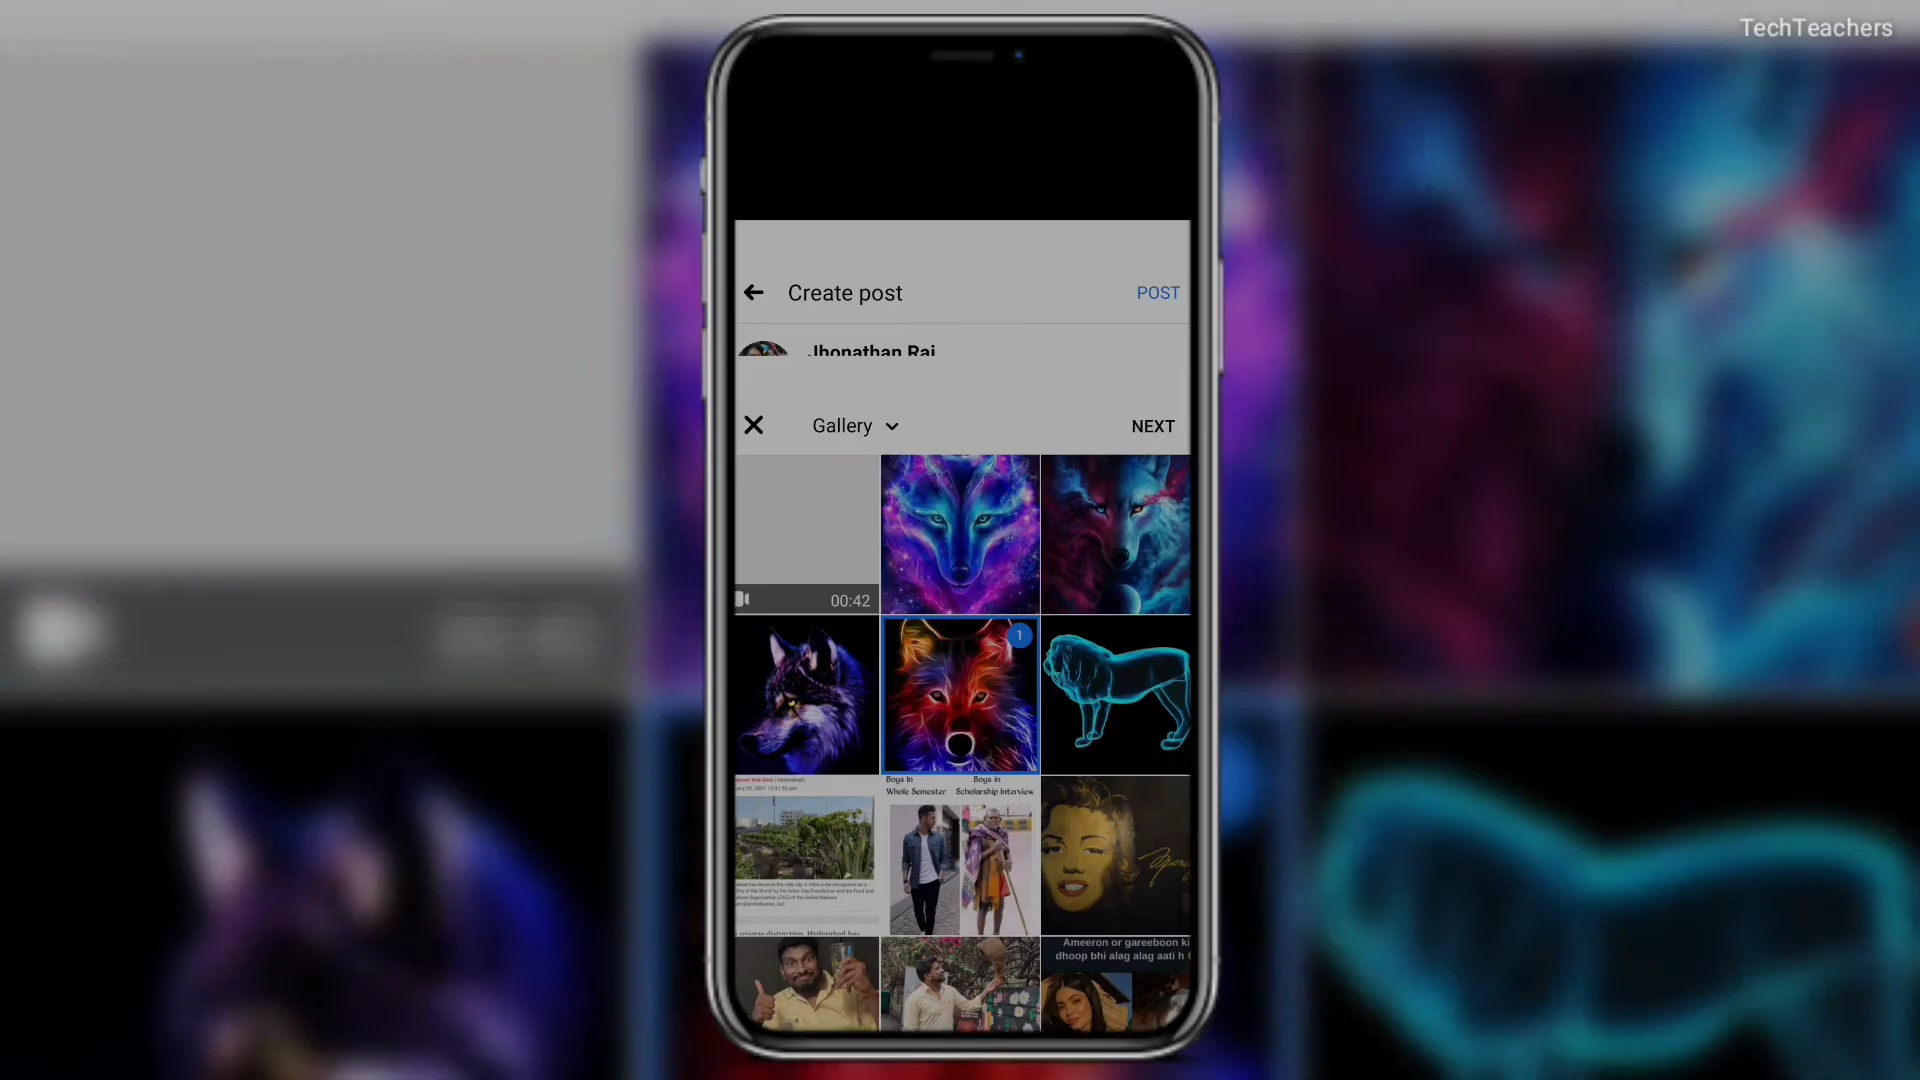 TechTeachers
Create post
POST
Jhonathan Rai
Gallery
NEXT
00:42
1
Boys In
Whole Semester
Boys in
Scholarship Interview
Ameeron or gareeboon ki
dhoop bhi alag alag aati h